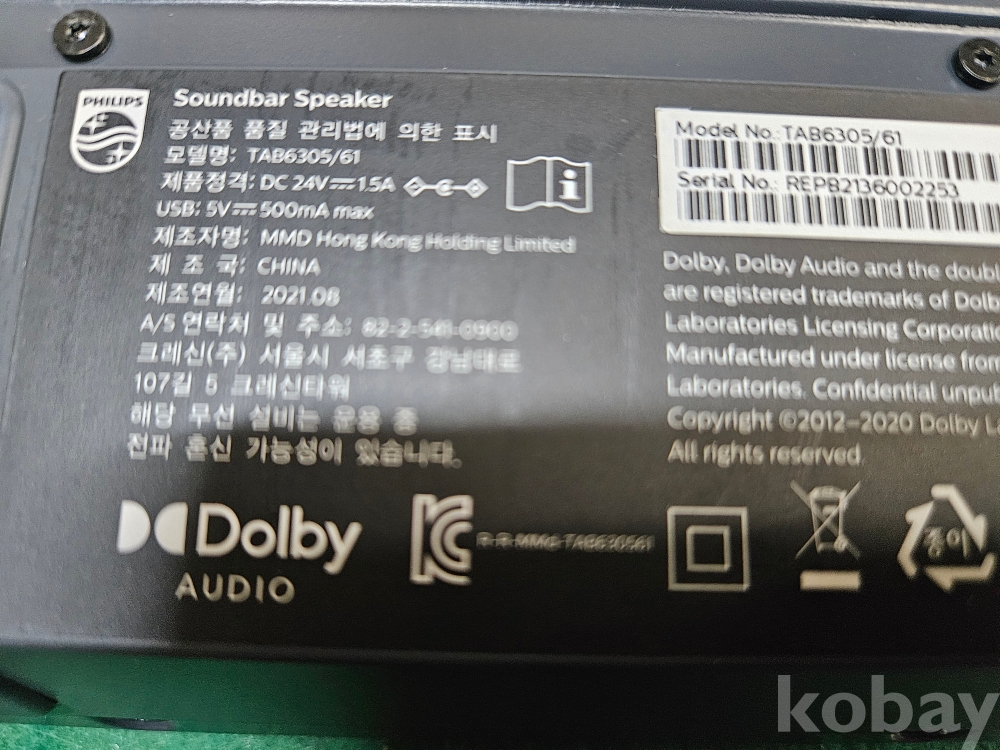 PHILIPS
Soundbar Speaker
공산품 품질 관리법에 의한 표시
모델명: TAB6305/61
제품정격: DC 24V⎓1.5A
USB: 5V⎓500mA max
제조자명: MMD Hong Kong Holding Limited
제 조 국: CHINA
제조연월: 2021.08
A/S 연락처 및 주소: 82-2-541-0900
크레신(주) 서울시 서초구 강남대로
107길 5 크레신타워
해당 무선 설비는 운용 중
전파 혼신 가능성이 있습니다.
Dolby
AUDIO
R-R-MMD-TAB630561
Model No.: TAB6305/61
Serial No.: REP82136002253
Dolby, Dolby Audio and the doubl
are registered trademarks of Dolb
Laboratories Licensing Corporatio
Manufactured under license from
Laboratories. Confidential unpub
Copyright ©2012–2020 Dolby La
All rights reserved.
종이
kobay